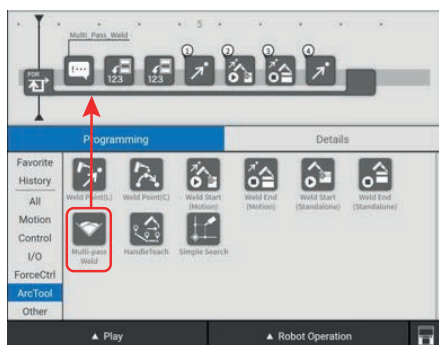 5
Multi_Pass_Weld
1 2 3 4
FOR
123 123
Programming Details
Favorite
History
All
Motion
Control
I/O
ForceCtrl
ArcTool
Other
Weld Point(L) Weld Point(C) Weld Start
(Motion) Weld End
(Motion) Weld Start
(Standalone) Weld End
(Standalone)
Multi-pass
Weld HandleTeach Simple Search
▲ Play ▲ Robot Operation